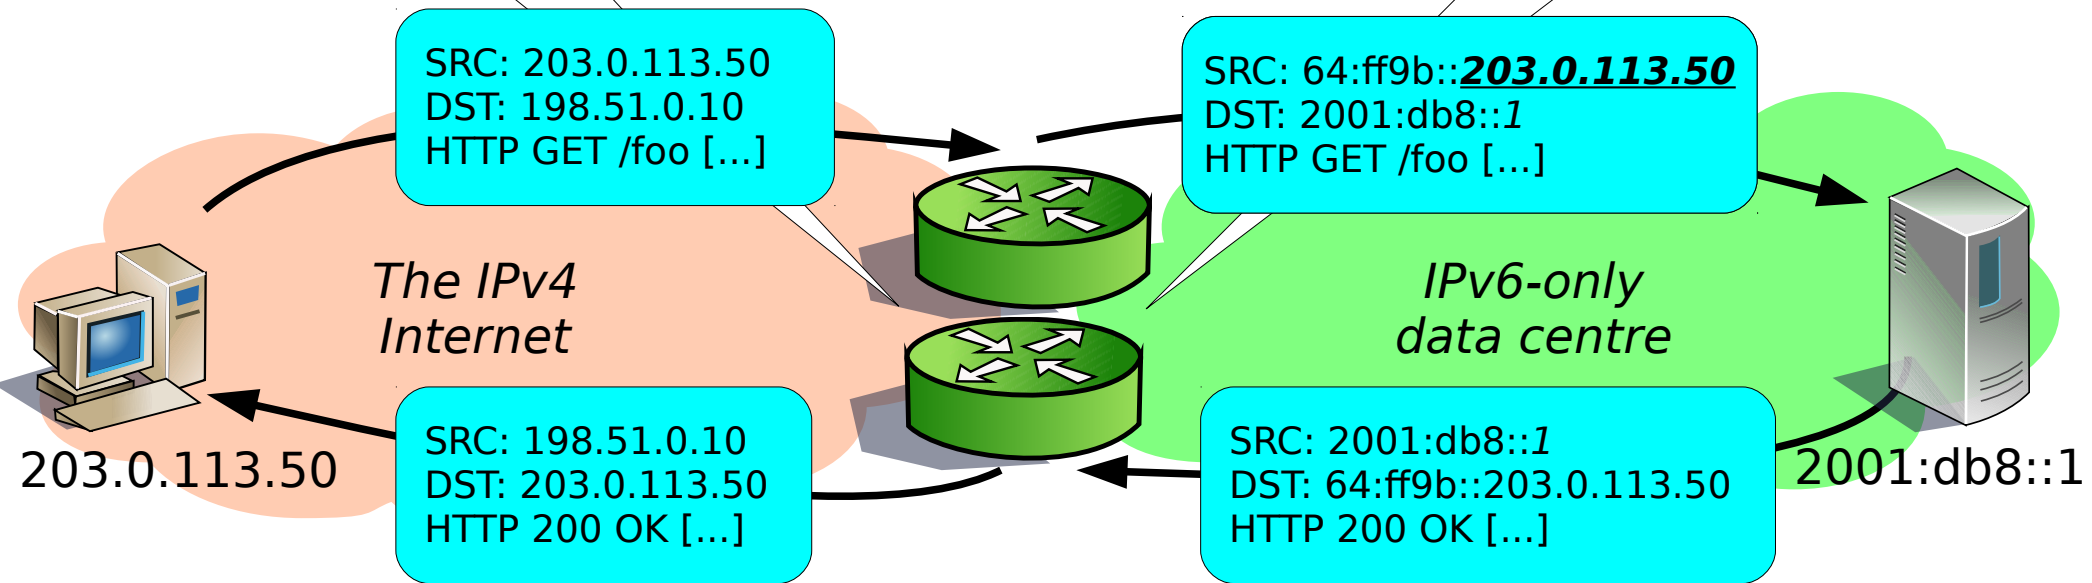 SRC: 203.0.113.50
DST: 198.51.0.10
HTTP GET /foo [...]
SRC: 64:ff9b::203.0.113.50
DST: 2001:db8::1
HTTP GET /foo [...]
The IPv4
Internet
IPv6-only
data centre
203.0.113.50
SRC: 198.51.0.10
DST: 203.0.113.50
HTTP 200 OK [...]
SRC: 2001:db8::1
DST: 64:ff9b::203.0.113.50
HTTP 200 OK [...]
2001:db8::1